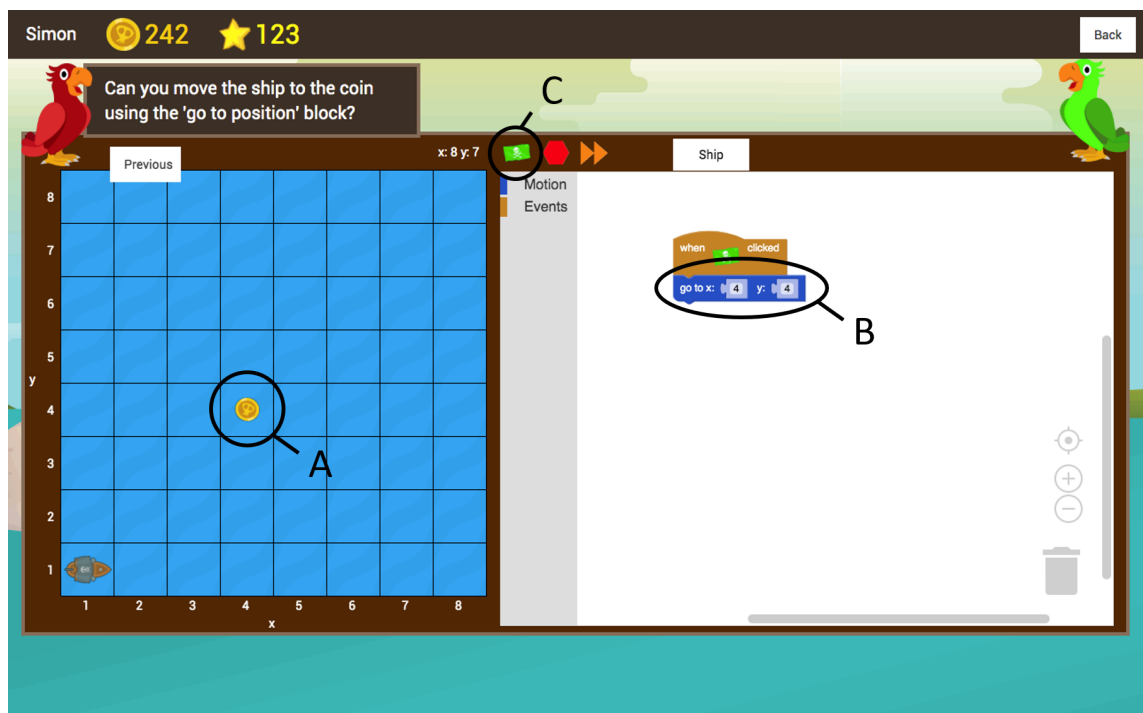 Simon 242 123 Back
Can you move the ship to the coin
using the 'go to position' block?
C
Previous
x: 8 y: 7
Ship
8
7
6
5
y
4
3
2
1
1 2 3 4 5 6 7 8
x
A
Motion
Events
when clicked
go to x: 4 y: 4
B